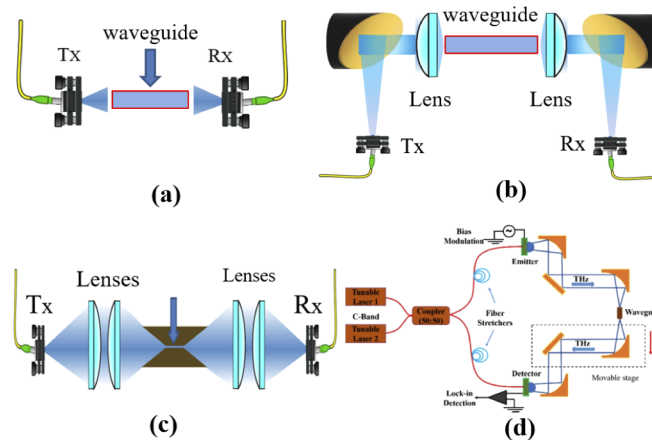 waveguide
Tx
Rx
(a)
waveguide
Lens
Lens
Tx
Rx
(b)
Lenses
Lenses
Tx
Rx
(c)
Bias
Modulation
Emitter
THz
Tunable
Laser 1
C-Band
Tunable
Laser 2
Coupler
(50:50)
Fiber
Stretchers
Wavegu
THz
Movable stage
Detector
Lock-in
Detection
(d)